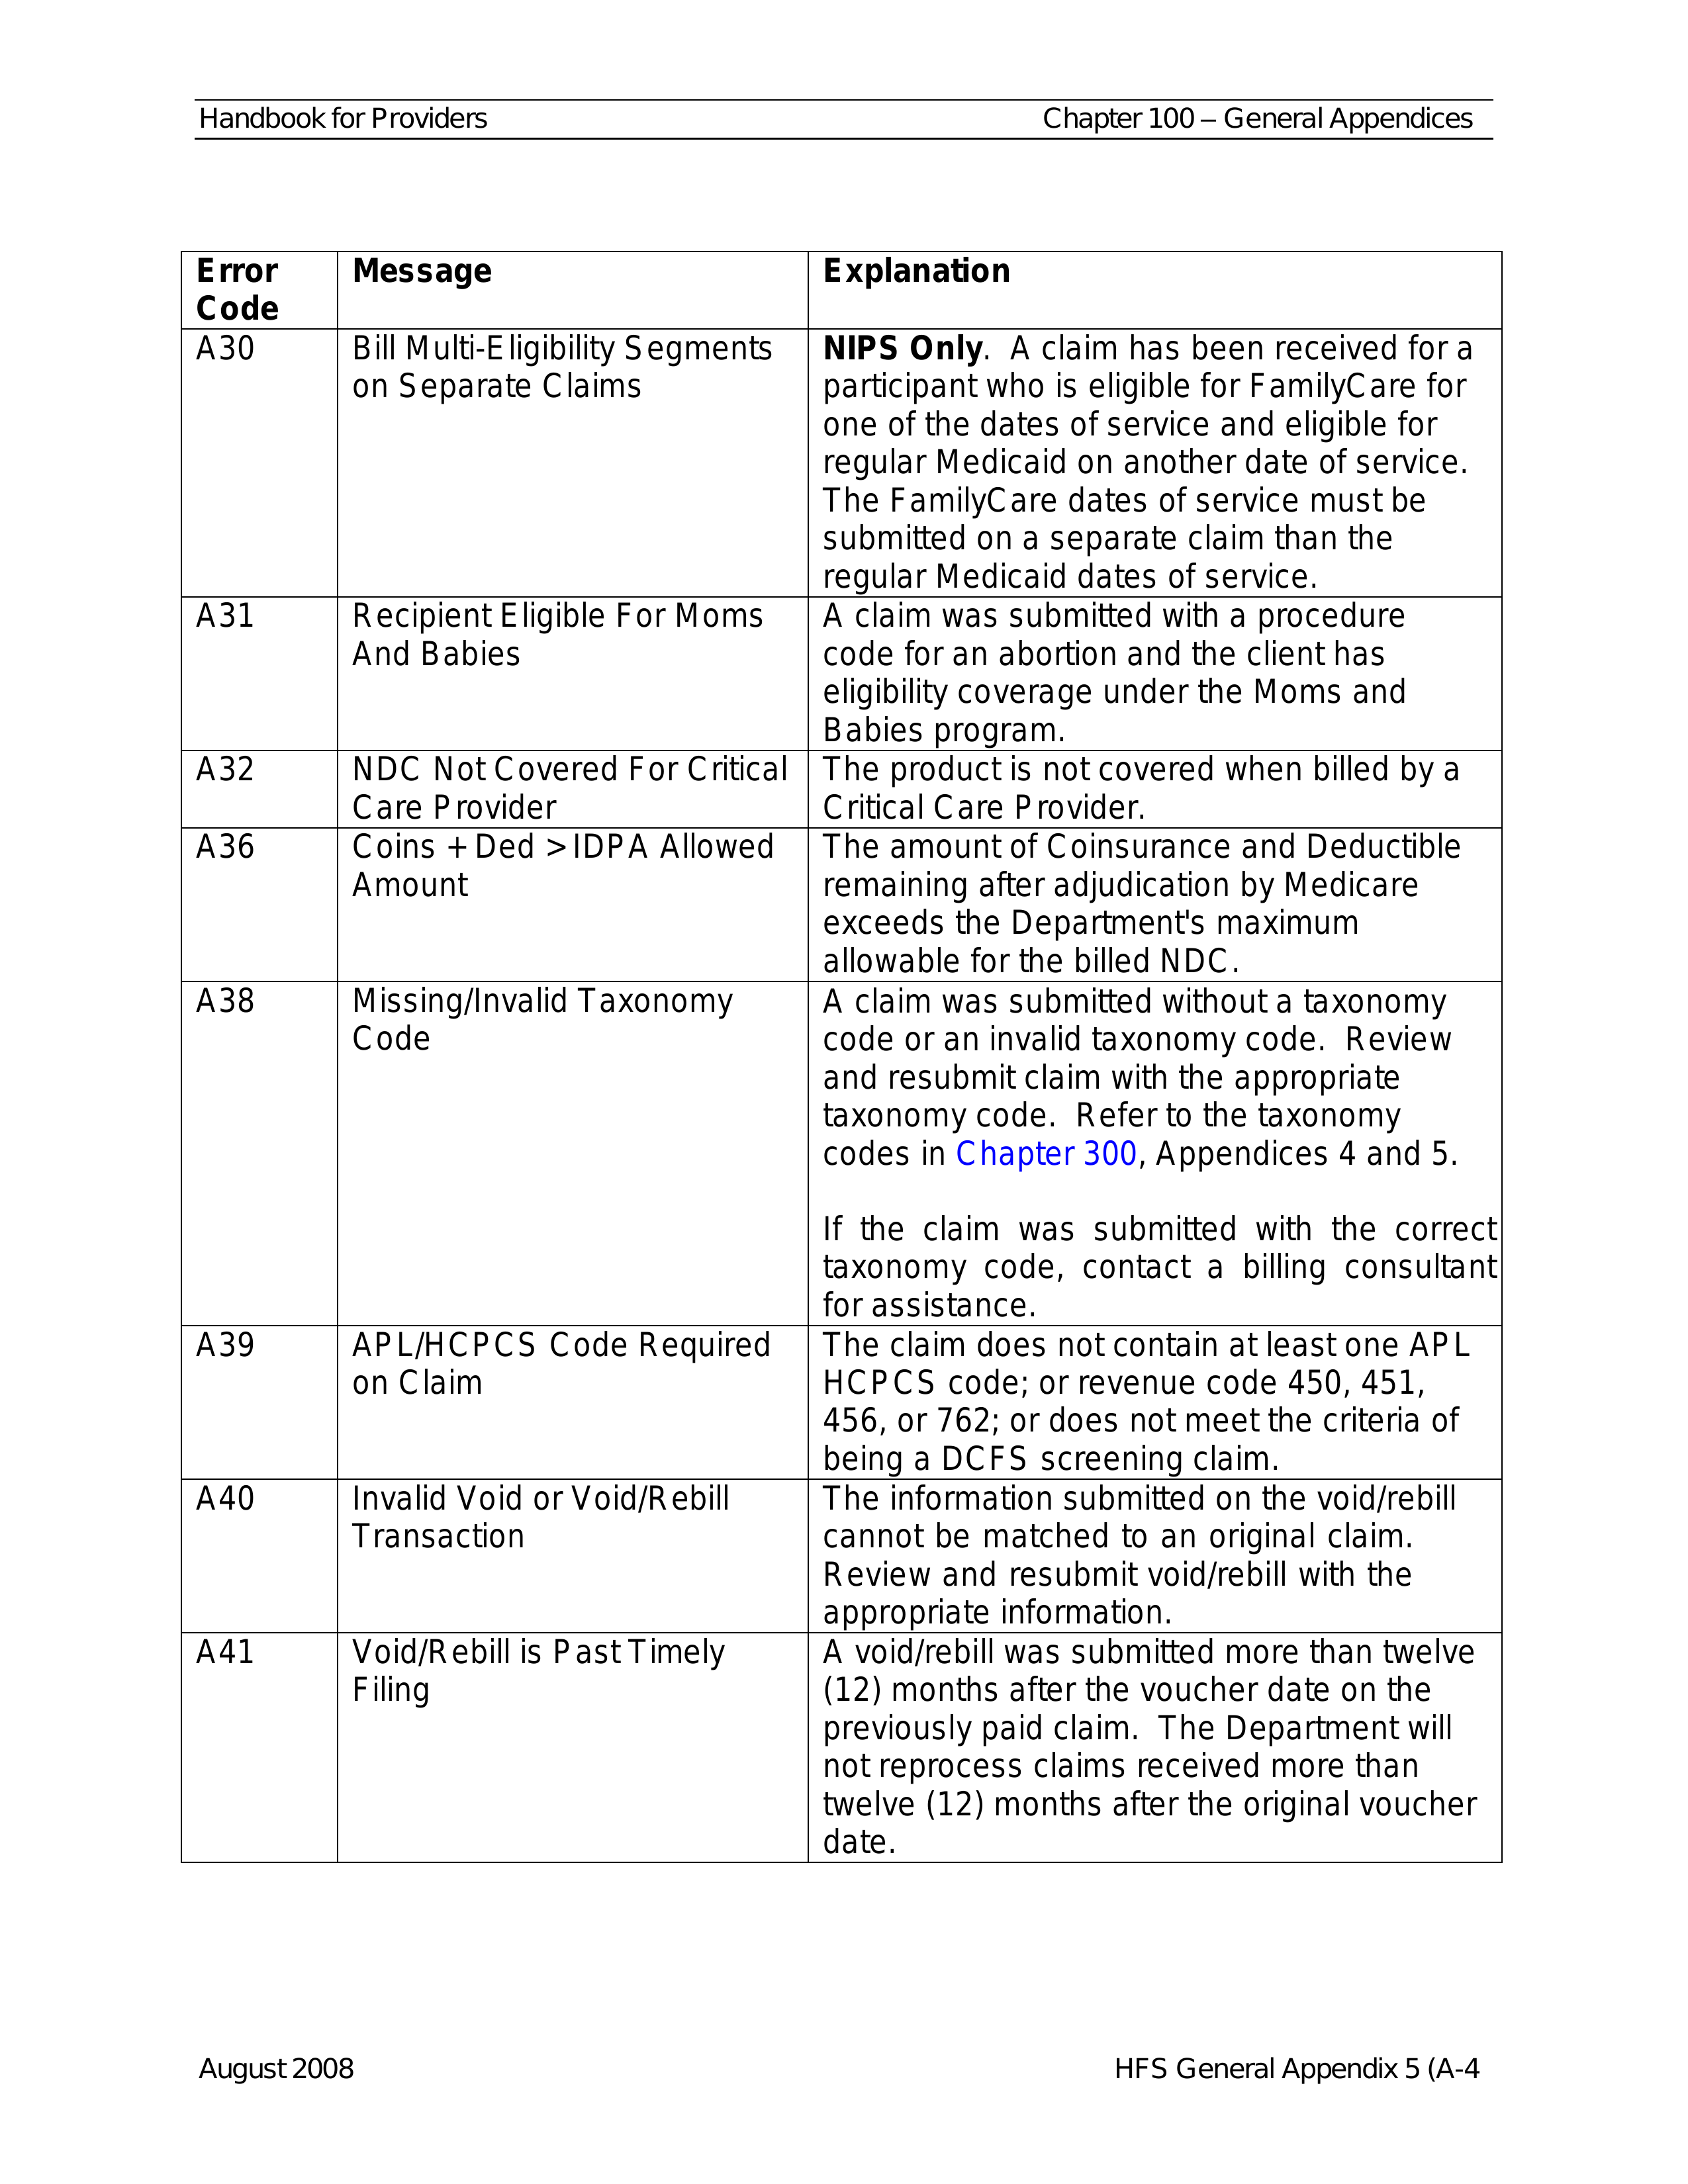 Handbook for Providers Chapter 100 – General Appendices
Error Code Message Explanation
A30 Bill Multi-Eligibility Segments on Separate Claims
NIPS Only.  A claim has been received for a
participant who is eligible for FamilyCare for
one of the dates of service and eligible for
regular Medicaid on another date of service.
The FamilyCare dates of service must be
submitted on a separate claim than the
regular Medicaid dates of service.
A31 Recipient Eligible For Moms And Babies
A claim was submitted with a procedure
code for an abortion and the client has
eligibility coverage under the Moms and
Babies program.
A32 NDC Not Covered For Critical Care Provider
The product is not covered when billed by a
Critical Care Provider.
A36 Coins + Ded > IDPA Allowed Amount
The amount of Coinsurance and Deductible
remaining after adjudication by Medicare
exceeds the Department's maximum
allowable for the billed NDC.
A38 Missing/Invalid Taxonomy Code
A claim was submitted without a taxonomy
code or an invalid taxonomy code.  Review
and resubmit claim with the appropriate
taxonomy code.  Refer to the taxonomy
codes in Chapter 300, Appendices 4 and 5.
If the claim was submitted with the correct
taxonomy code, contact a billing consultant
for assistance.
A39 APL/HCPCS Code Required on Claim
The claim does not contain at least one APL
HCPCS code; or revenue code 450, 451,
456, or 762; or does not meet the criteria of
being a DCFS screening claim.
A40 Invalid Void or Void/Rebill Transaction
The information submitted on the void/rebill
cannot be matched to an original claim.
Review and resubmit void/rebill with the
appropriate information.
A41 Void/Rebill is Past Timely Filing
A void/rebill was submitted more than twelve
(12) months after the voucher date on the
previously paid claim.  The Department will
not reprocess claims received more than
twelve (12) months after the original voucher
date.
August 2008 HFS General Appendix 5 (A-4